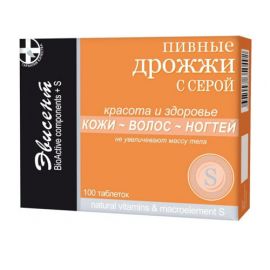 пивные
дрожжи
с серой
красота и здоровье
кожи ~ волос ~ ногтей
не увеличивают массу тела
Эвисент
BioActive components + S
S
100 таблеток
natural vitamins & macroelement S